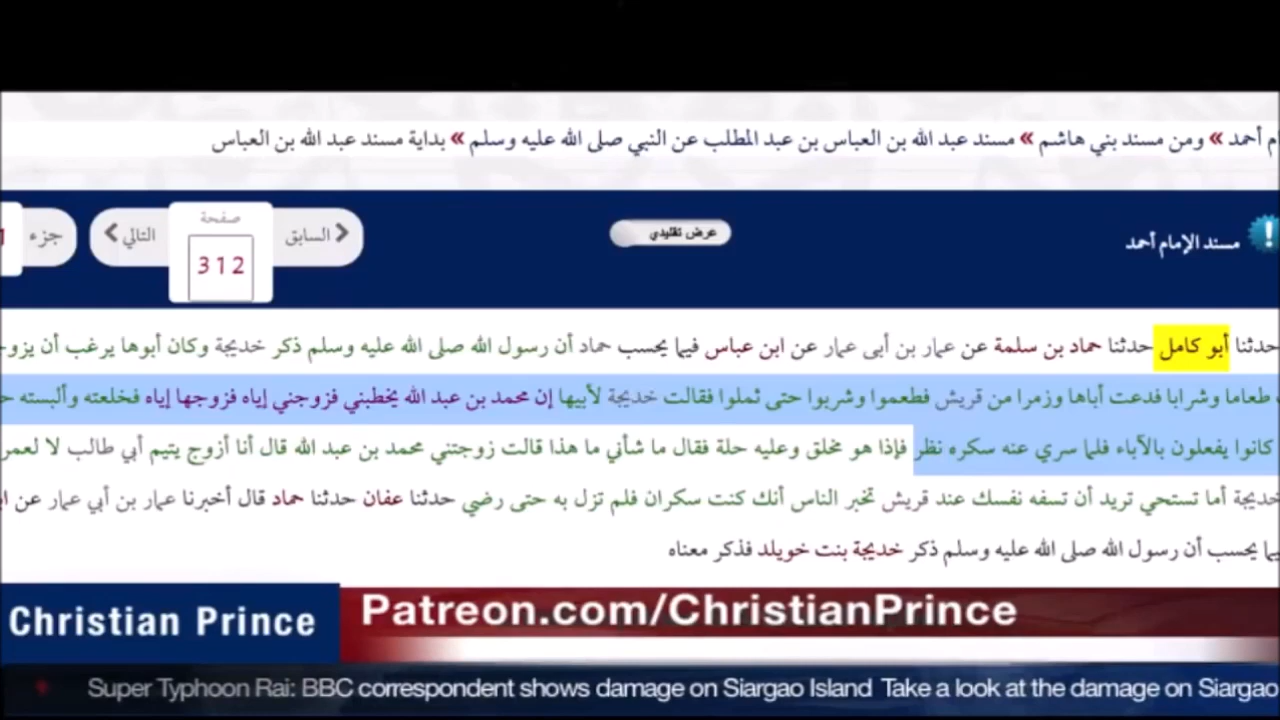 م أحمد » ومن مسند بني هاشم » مسند عبد الله بن العباس بن عبد المطلب عن النبي صلى الله عليه وسلم » بداية مسند عبد الله بن العباس
مسند الإمام أحمد
عرض تقليدي
السابق
صفحة
312
التالي
جزء
حدثنا أبو كامل حدثنا حماد بن سلمة عن عمار بن أبي عمار عن ابن عباس فيما يحسب حماد أن رسول الله صلى الله عليه وسلم ذكر خديجة وكان أبوها يرغب أن يزوج
طعاما وشرابا فدعت أباها وزمرا من قريش فطعموا وشربوا حتى ثملوا فقالت خديجة لأبيها إن محمد بن عبد الله يخطبني فزوجني إياه فزوجها إياه فخلعته وألبسته ح
كانوا يفعلون بالآباء فلما سري عنه سكره نظر فإذا هو مخلق وعليه حلة فقال ما شأني ما هذا قالت زوجتني محمد بن عبد الله قال أنا أزوج يتيم أبي طالب لا لعمر
خديجة أما تستحي تريد أن تسفه نفسك عند قريش تخبر الناس أنك كنت سكران فلم تزل به حتى رضي حدثنا عفان حدثنا حماد قال أخبرنا عمار بن أبي عمار عن
يما يحسب أن رسول الله صلى الله عليه وسلم ذكر خديجة بنت خويلد فذكر معناه
Christian Prince
Patreon.com/ChristianPrince
Super Typhoon Rai: BBC correspondent shows damage on Siargao Island Take a look at the damage on Siargao